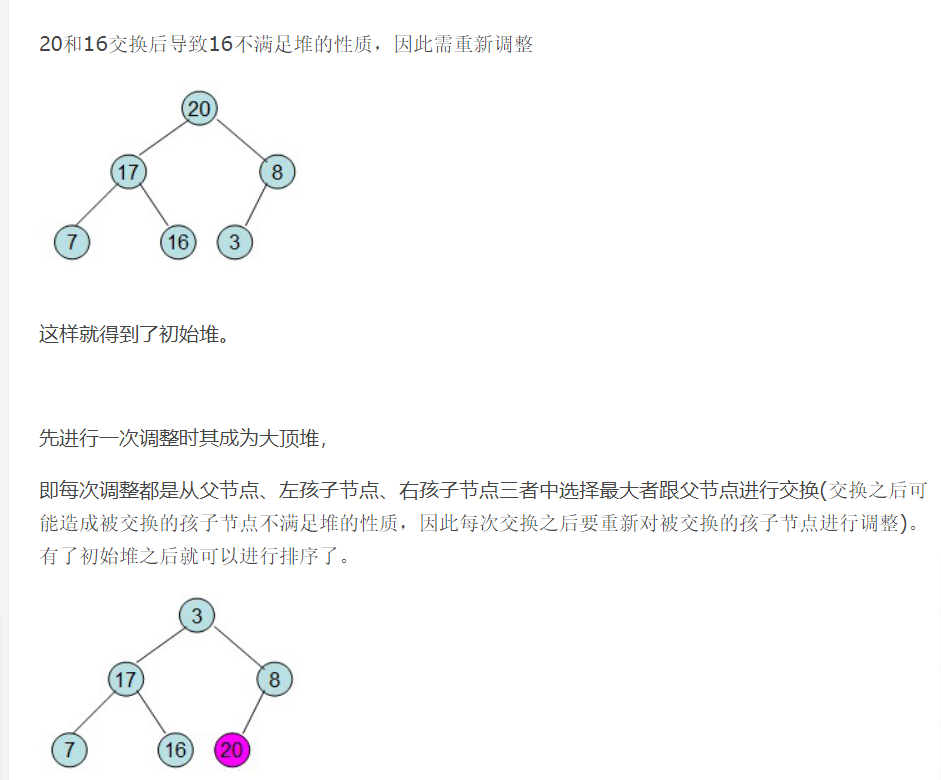 20和16交换后导致16不满足堆的性质，因此需重新调整
20
17
8
7
16
3
这样就得到了初始堆。
先进行一次调整时其成为大顶堆，
即每次调整都是从父节点、左孩子节点、右孩子节点三者中选择最大者跟父节点进行交换(交换之后可
能造成被交换的孩子节点不满足堆的性质，因此每次交换之后要重新对被交换的孩子节点进行调整)。
有了初始堆之后就可以进行排序了。
3
17
8
7
16
20